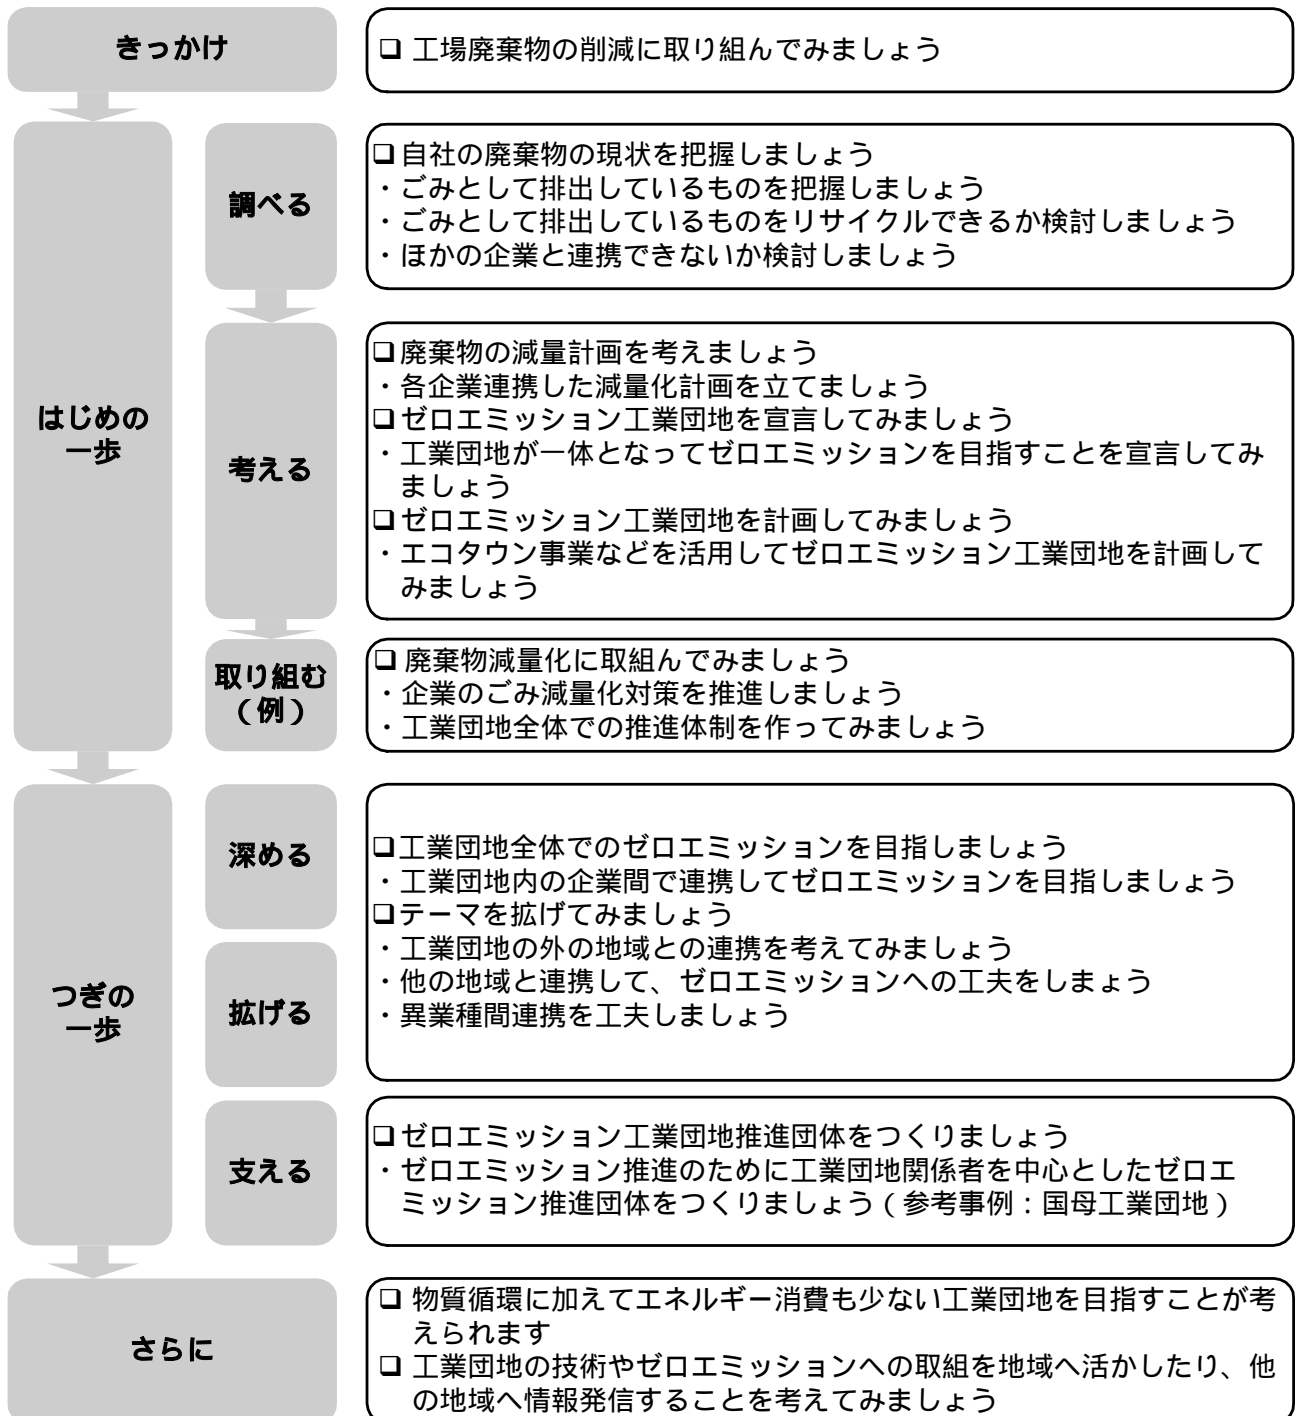 きっかけ
❑ 工場廃棄物の削減に取り組んでみましょう
はじめの
一歩
調べる
❑自社の廃棄物の現状を把握しましょう
・ごみとして排出しているものを把握しましょう
・ごみとして排出しているものをリサイクルできるか検討しましょう
・ほかの企業と連携できないか検討しましょう
考える
❑廃棄物の減量計画を考えましょう
・各企業連携した減量化計画を立てましょう
❑ゼロエミッション工業団地を宣言してみましょう
・工業団地が一体となってゼロエミッションを目指すことを宣言してみ
ましょう
❑ゼロエミッション工業団地を計画してみましょう
・エコタウン事業などを活用してゼロエミッション工業団地を計画して
みましょう
取り組む
（例）
❑ 廃棄物減量化に取組んでみましょう
・企業のごみ減量化対策を推進しましょう
・工業団地全体での推進体制を作ってみましょう
つぎの
一歩
深める
拡げる
❑工業団地全体でのゼロエミッションを目指しましょう
・工業団地内の企業間で連携してゼロエミッションを目指しましょう
❑テーマを拡げてみましょう
・工業団地の外の地域との連携を考えてみましょう
・他の地域と連携して、ゼロエミッションへの工夫をしまょう
・異業種間連携を工夫しましょう
支える
❑ゼロエミッション工業団地推進団体をつくりましょう
・ゼロエミッション推進のために工業団地関係者を中心としたゼロエ
ミッション推進団体をつくりましょう（参考事例：国母工業団地）
さらに
❑ 物質循環に加えてエネルギー消費も少ない工業団地を目指すことが考
えられます
❑ 工業団地の技術やゼロエミッションへの取組を地域へ活かしたり、他
の地域へ情報発信することを考えてみましょう